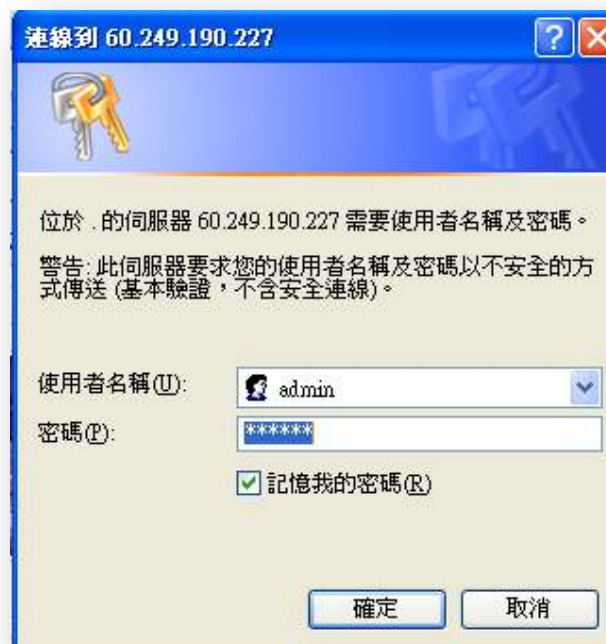 連線到 60.249.190.227
位於 . 的伺服器 60.249.190.227 需要使用者名稱及密碼。
警告: 此伺服器要求您的使用者名稱及密碼以不安全的方
式傳送 (基本驗證，不含安全連線)。
使用者名稱(U): admin
密碼(P): ******
記憶我的密碼(R)
確定 取消